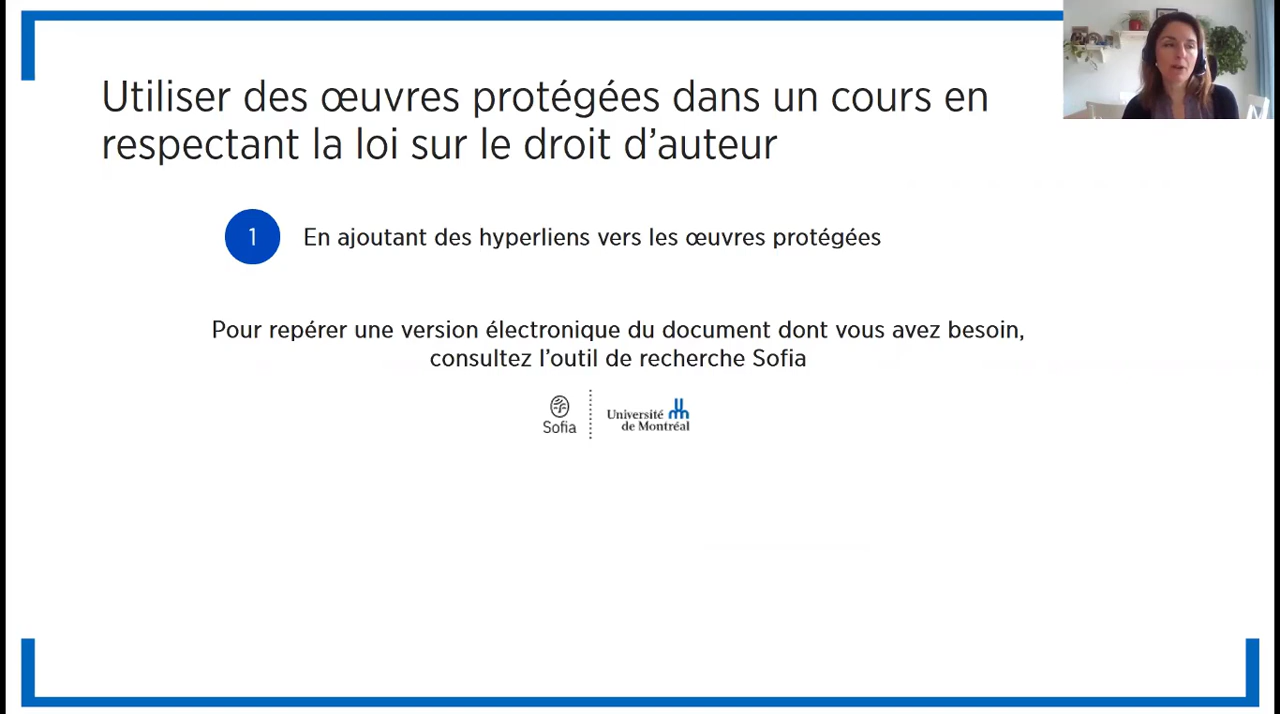 Utiliser des œuvres protégées dans un cours en
respectant la loi sur le droit d’auteur
1 En ajoutant des hyperliens vers les œuvres protégées
Pour repérer une version électronique du document dont vous avez besoin,
consultez l’outil de recherche Sofia
Sofia
Université
de Montréal